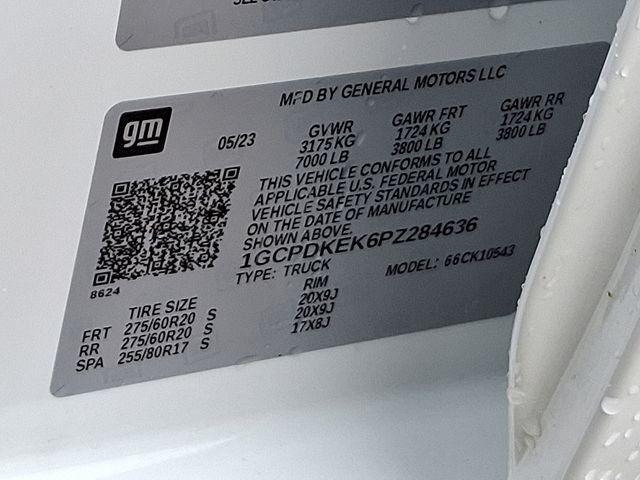 MFD BY GENERAL MOTORS LLC
gm
05/23
GVWR
3175 KG
7000 LB
GAWR FRT
1724 KG
3800 LB
GAWR RR
1724 KG
3800 LB
THIS VEHICLE CONFORMS TO ALL
APPLICABLE U.S. FEDERAL MOTOR
VEHICLE SAFETY STANDARDS IN EFFECT
ON THE DATE OF MANUFACTURE
SHOWN ABOVE.
1GCPDKEK6PZ284636
TYPE: TRUCK
MODEL: 66CK10543
8624
TIRE SIZE
RIM
FRT 275/60R20 S 20X9J
RR 275/60R20 S 20X9J
SPA 255/80R17 S 17X8J